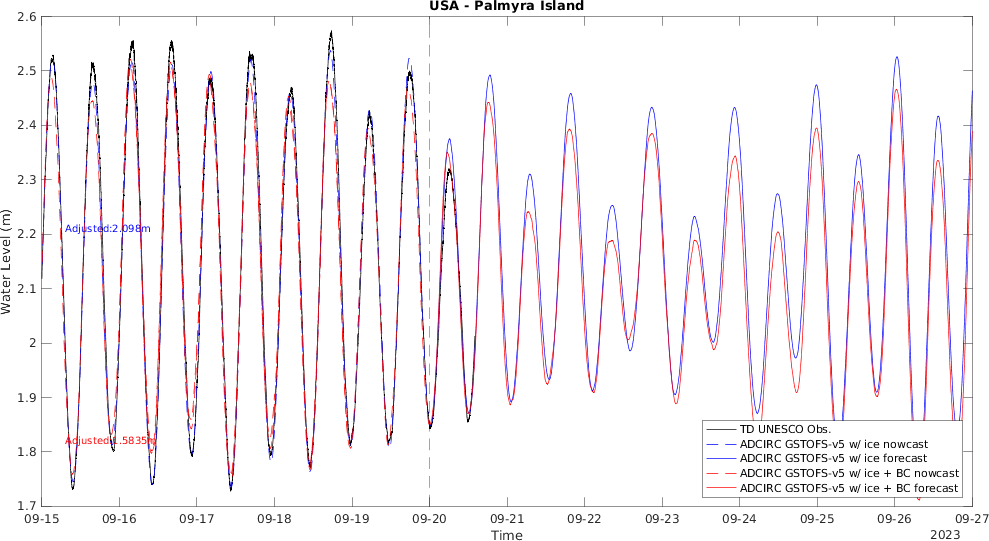 USA - Palmyra Island
2.6
2.5
2.4
2.3
2.2
2.1
2
1.9
1.8
1.7
Water Level (m)
Adjusted:2.098m
Adjusted:1.5835m
TD UNESCO Obs.
ADCIRC GSTOFS-v5 w/ ice nowcast
ADCIRC GSTOFS-v5 w/ ice forecast
ADCIRC GSTOFS-v5 w/ ice + BC nowcast
ADCIRC GSTOFS-v5 w/ ice + BC forecast
09-15 09-16 09-17 09-18 09-19 09-20 09-21 09-22 09-23 09-24 09-25 09-26 09-27
Time
2023